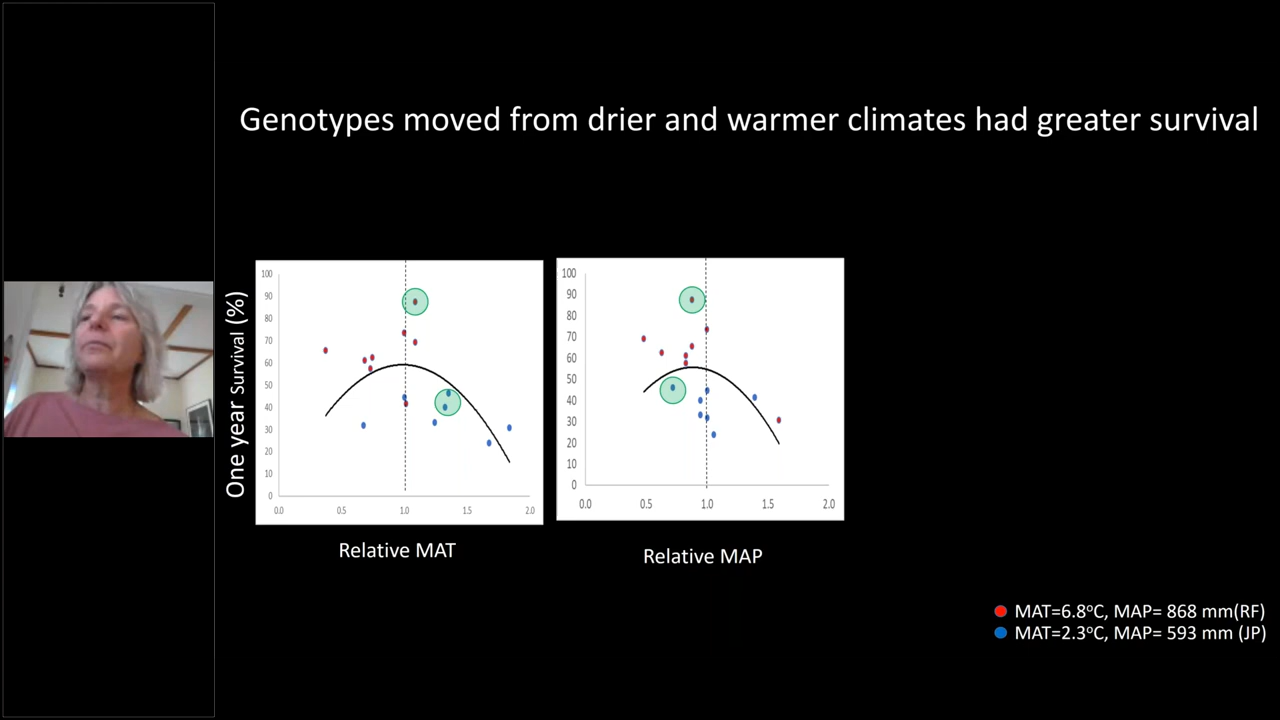 Genotypes moved from drier and warmer climates had greater survival
One year Survival (%)
100
90
80
70
60
50
40
30
20
10
0
0.0 0.5 1.0 1.5 2.0
Relative MAT
100
90
80
70
60
50
40
30
20
10
0
0.0 0.5 1.0 1.5 2.0
Relative MAP
MAT=6.8ºC, MAP= 868 mm(RF)
MAT=2.3ºC, MAP= 593 mm (JP)